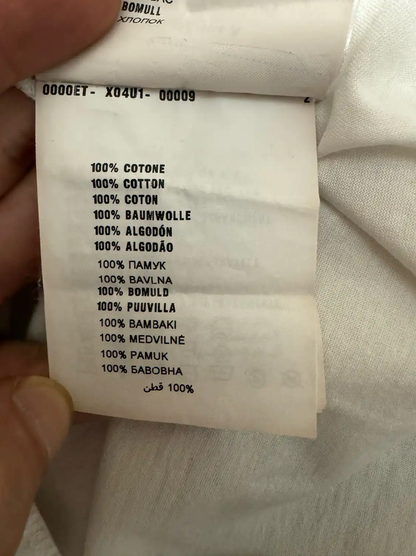 BOMULL
ХЛОПОК
0000ET- X04U1- 00009
100% COTONE
100% COTTON
100% COTON
100% BAUMWOLLE
100% ALGODÓN
100% ALGODÃO
100% ПАМУК
100% BAVLNA
100% BOMULD
100% PUUVILLA
100% BAMBAKI
100% MEDVILNĖ
100% PAMUK
100% БАВОВНА
100% قطن